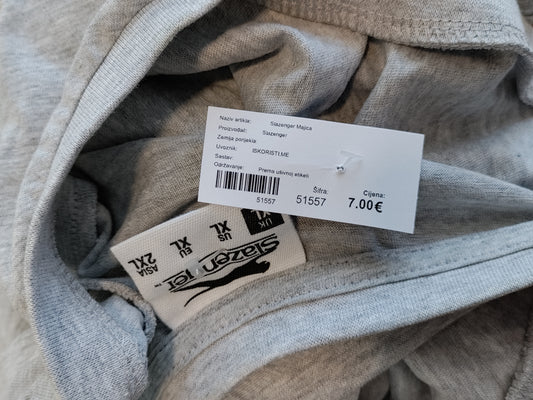 Naziv artikla: Slazenger Majica
Proizvođač: Slazenger
Zemlja porijekla:
Uvoznik: ISKORISTI.ME
Sastav:
Održavanje: Prema ušivnoj etiketi
51557
Šifra: 51557
Cijena: 7.00€
UK XL
US XL
EU XL
ASIA 2XL
Slazenger